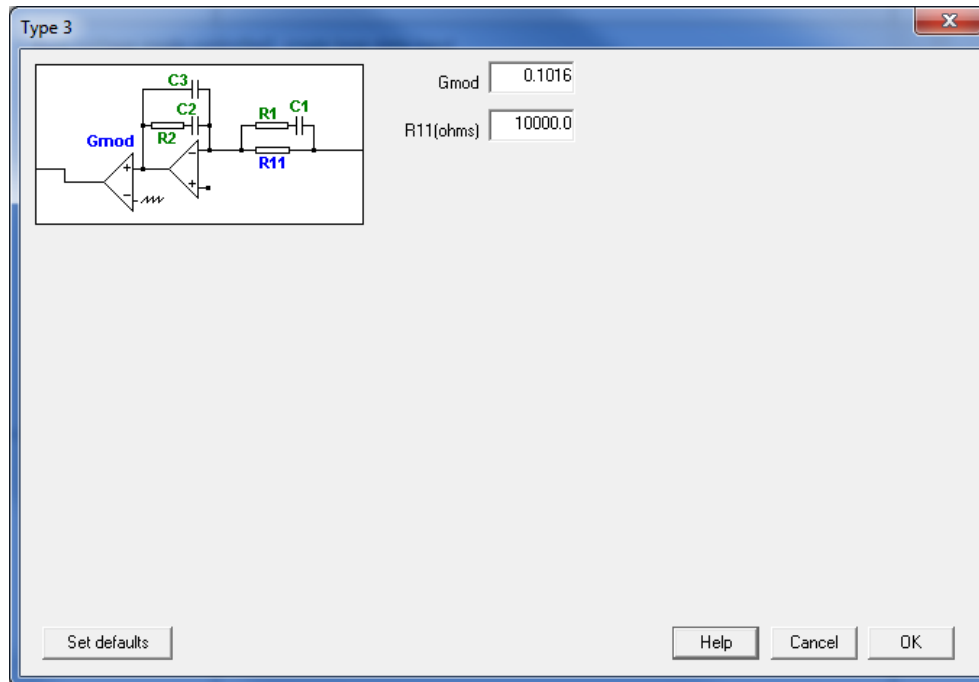 Type 3
C3
C2
R2
Gmod
R1
C1
R11
Gmod 0.1016
R11(ohms) 10000.0
Set defaults
Help
Cancel
OK